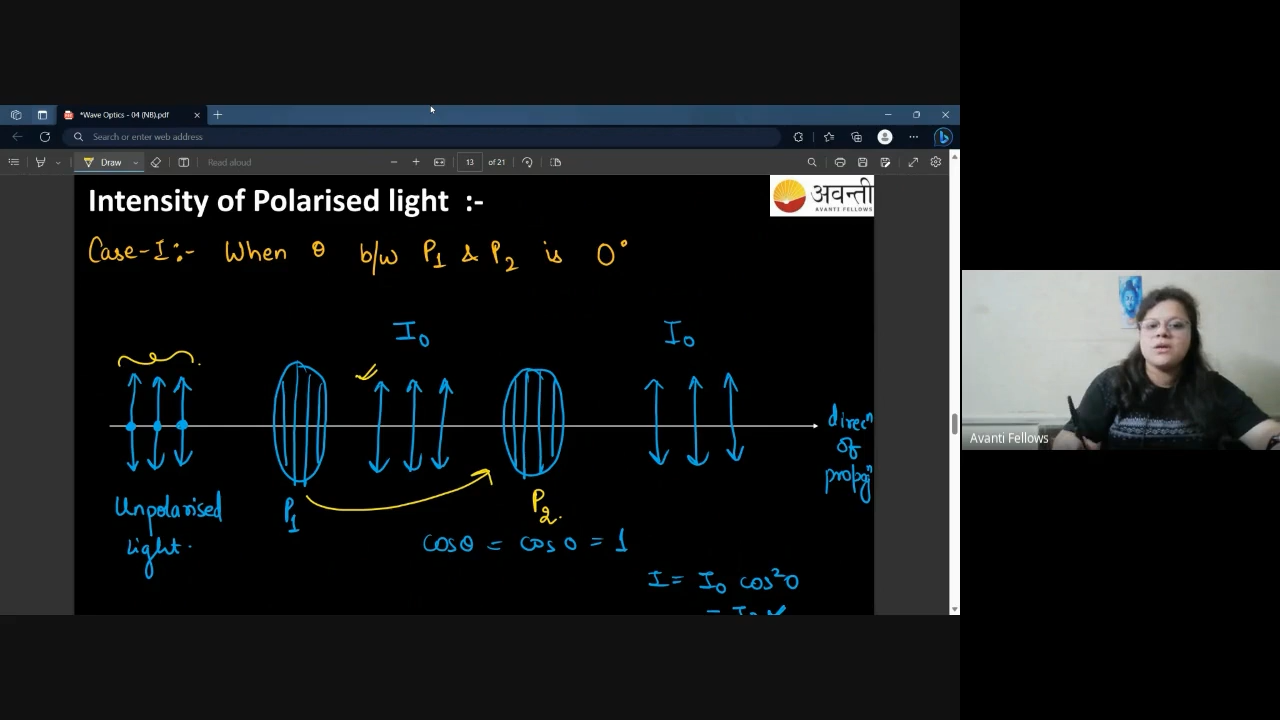 *Wave Optics - 04 (NB).pdf
Search or enter web address
Draw
Read aloud
13 of 21
Intensity of Polarised light :-
अवन्ती
AVANTI FELLOWS
Case-I:- When θ b/w P1 & P2 is 0°
I0 I0
direcⁿ
of
propgⁿ
Unpolarised
light.
P1
P2.
cosθ = cos 0 = 1
I = I0 cos²0
Avanti Fellows